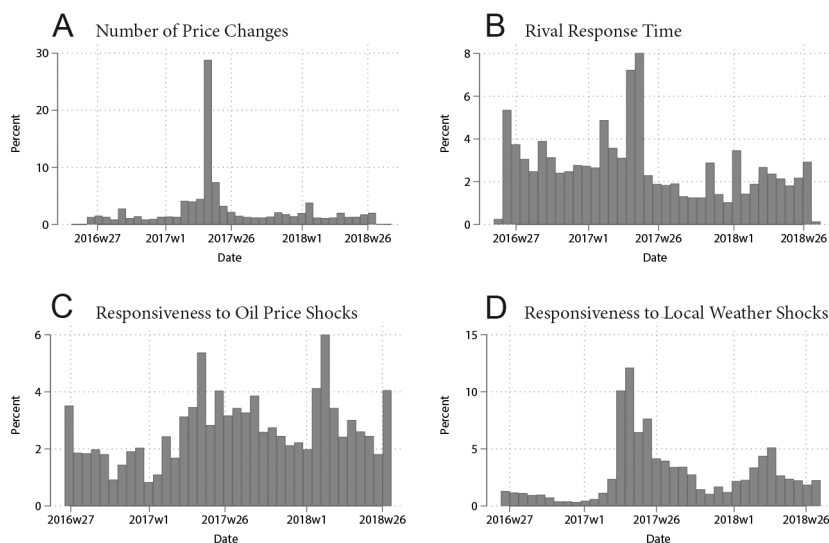 A Number of Price Changes
30
20
10
0
Percent
2016w27 2017w1 2017w26 2018w1 2018w26
Date
B Rival Response Time
8
6
4
2
0
Percent
2016w27 2017w1 2017w26 2018w1 2018w26
Date
C Responsiveness to Oil Price Shocks
6
4
2
0
Percent
2016w27 2017w1 2017w26 2018w1 2018w26
Date
D Responsiveness to Local Weather Shocks
15
10
5
0
Percent
2016w27 2017w1 2017w26 2018w1 2018w26
Date